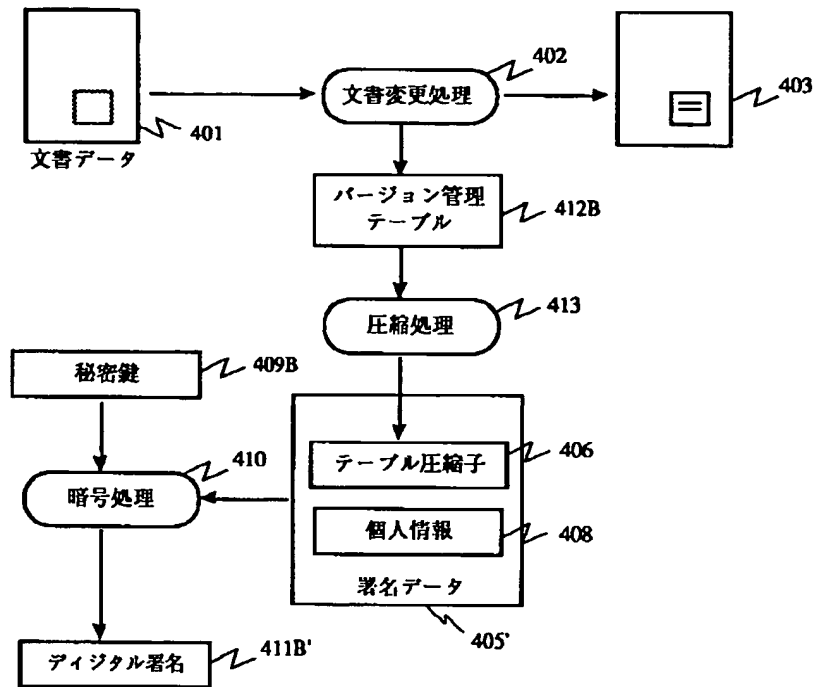 402
文書変更処理
403
401
文書データ
バージョン管理
テーブル
412B
413
圧縮処理
秘密鍵
409B
テーブル圧縮子
406
410
暗号処理
個人情報
408
署名データ
405'
ディジタル署名
411B'